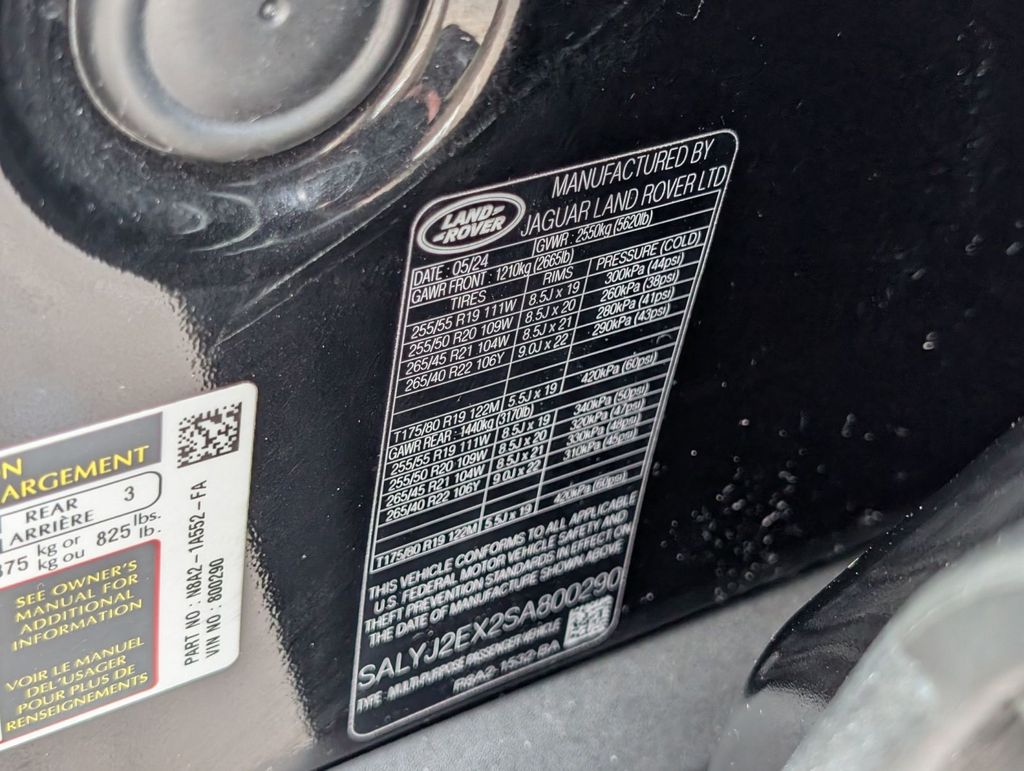 LAND-
-ROVER
MANUFACTURED BY
JAGUAR LAND ROVER LTD
DATE : 05/24 GVWR : 2550kg (5620lb)
GAWR FRONT : 1210kg (2665lb)
TIRES RIMS PRESSURE (COLD)
255/55 R19 111W 8.5J x 19 300kPa (44psi)
255/50 R20 109W 8.5J x 20 260kPa (38psi)
265/45 R21 104W 8.5J x 21 280kPa (41psi)
265/40 R22 106Y 9.0J x 22 290kPa (43psi)
T175/80 R19 122M 5.5J x 19 420kPa (60psi)
GAWR REAR : 1440kg (3170lb)
255/55 R19 111W 8.5J x 19 340kPa (50psi)
255/50 R20 109W 8.5J x 20 320kPa (47psi)
265/45 R21 104W 8.5J x 21 330kPa (48psi)
265/40 R22 106Y 9.0J x 22 310kPa (45psi)
T175/80 R19 122M 5.5J x 19 420kPa (60psi)
THIS VEHICLE CONFORMS TO ALL APPLICABLE
U.S. FEDERAL MOTOR VEHICLE SAFETY AND
THEFT PREVENTION STANDARDS IN EFFECT ON
THE DATE OF MANUFACTURE SHOWN ABOVE
SALYJ2EX2SA800290
TYPE : MULTI-PURPOSE PASSENGER VEHICLE
R8A2 1532 BA
N
ARGEMENT
REAR 3
ARRIÈRE
375 kg or 825 lbs.
kg ou lb.
SEE OWNER'S
MANUAL FOR
ADDITIONAL
INFORMATION
VOIR LE MANUEL
DEL'USAGER
POUR PLUS DE
RENSEIGNEMENTS
PART NO : N8A2-1A552-FA
VIN NO : 800290